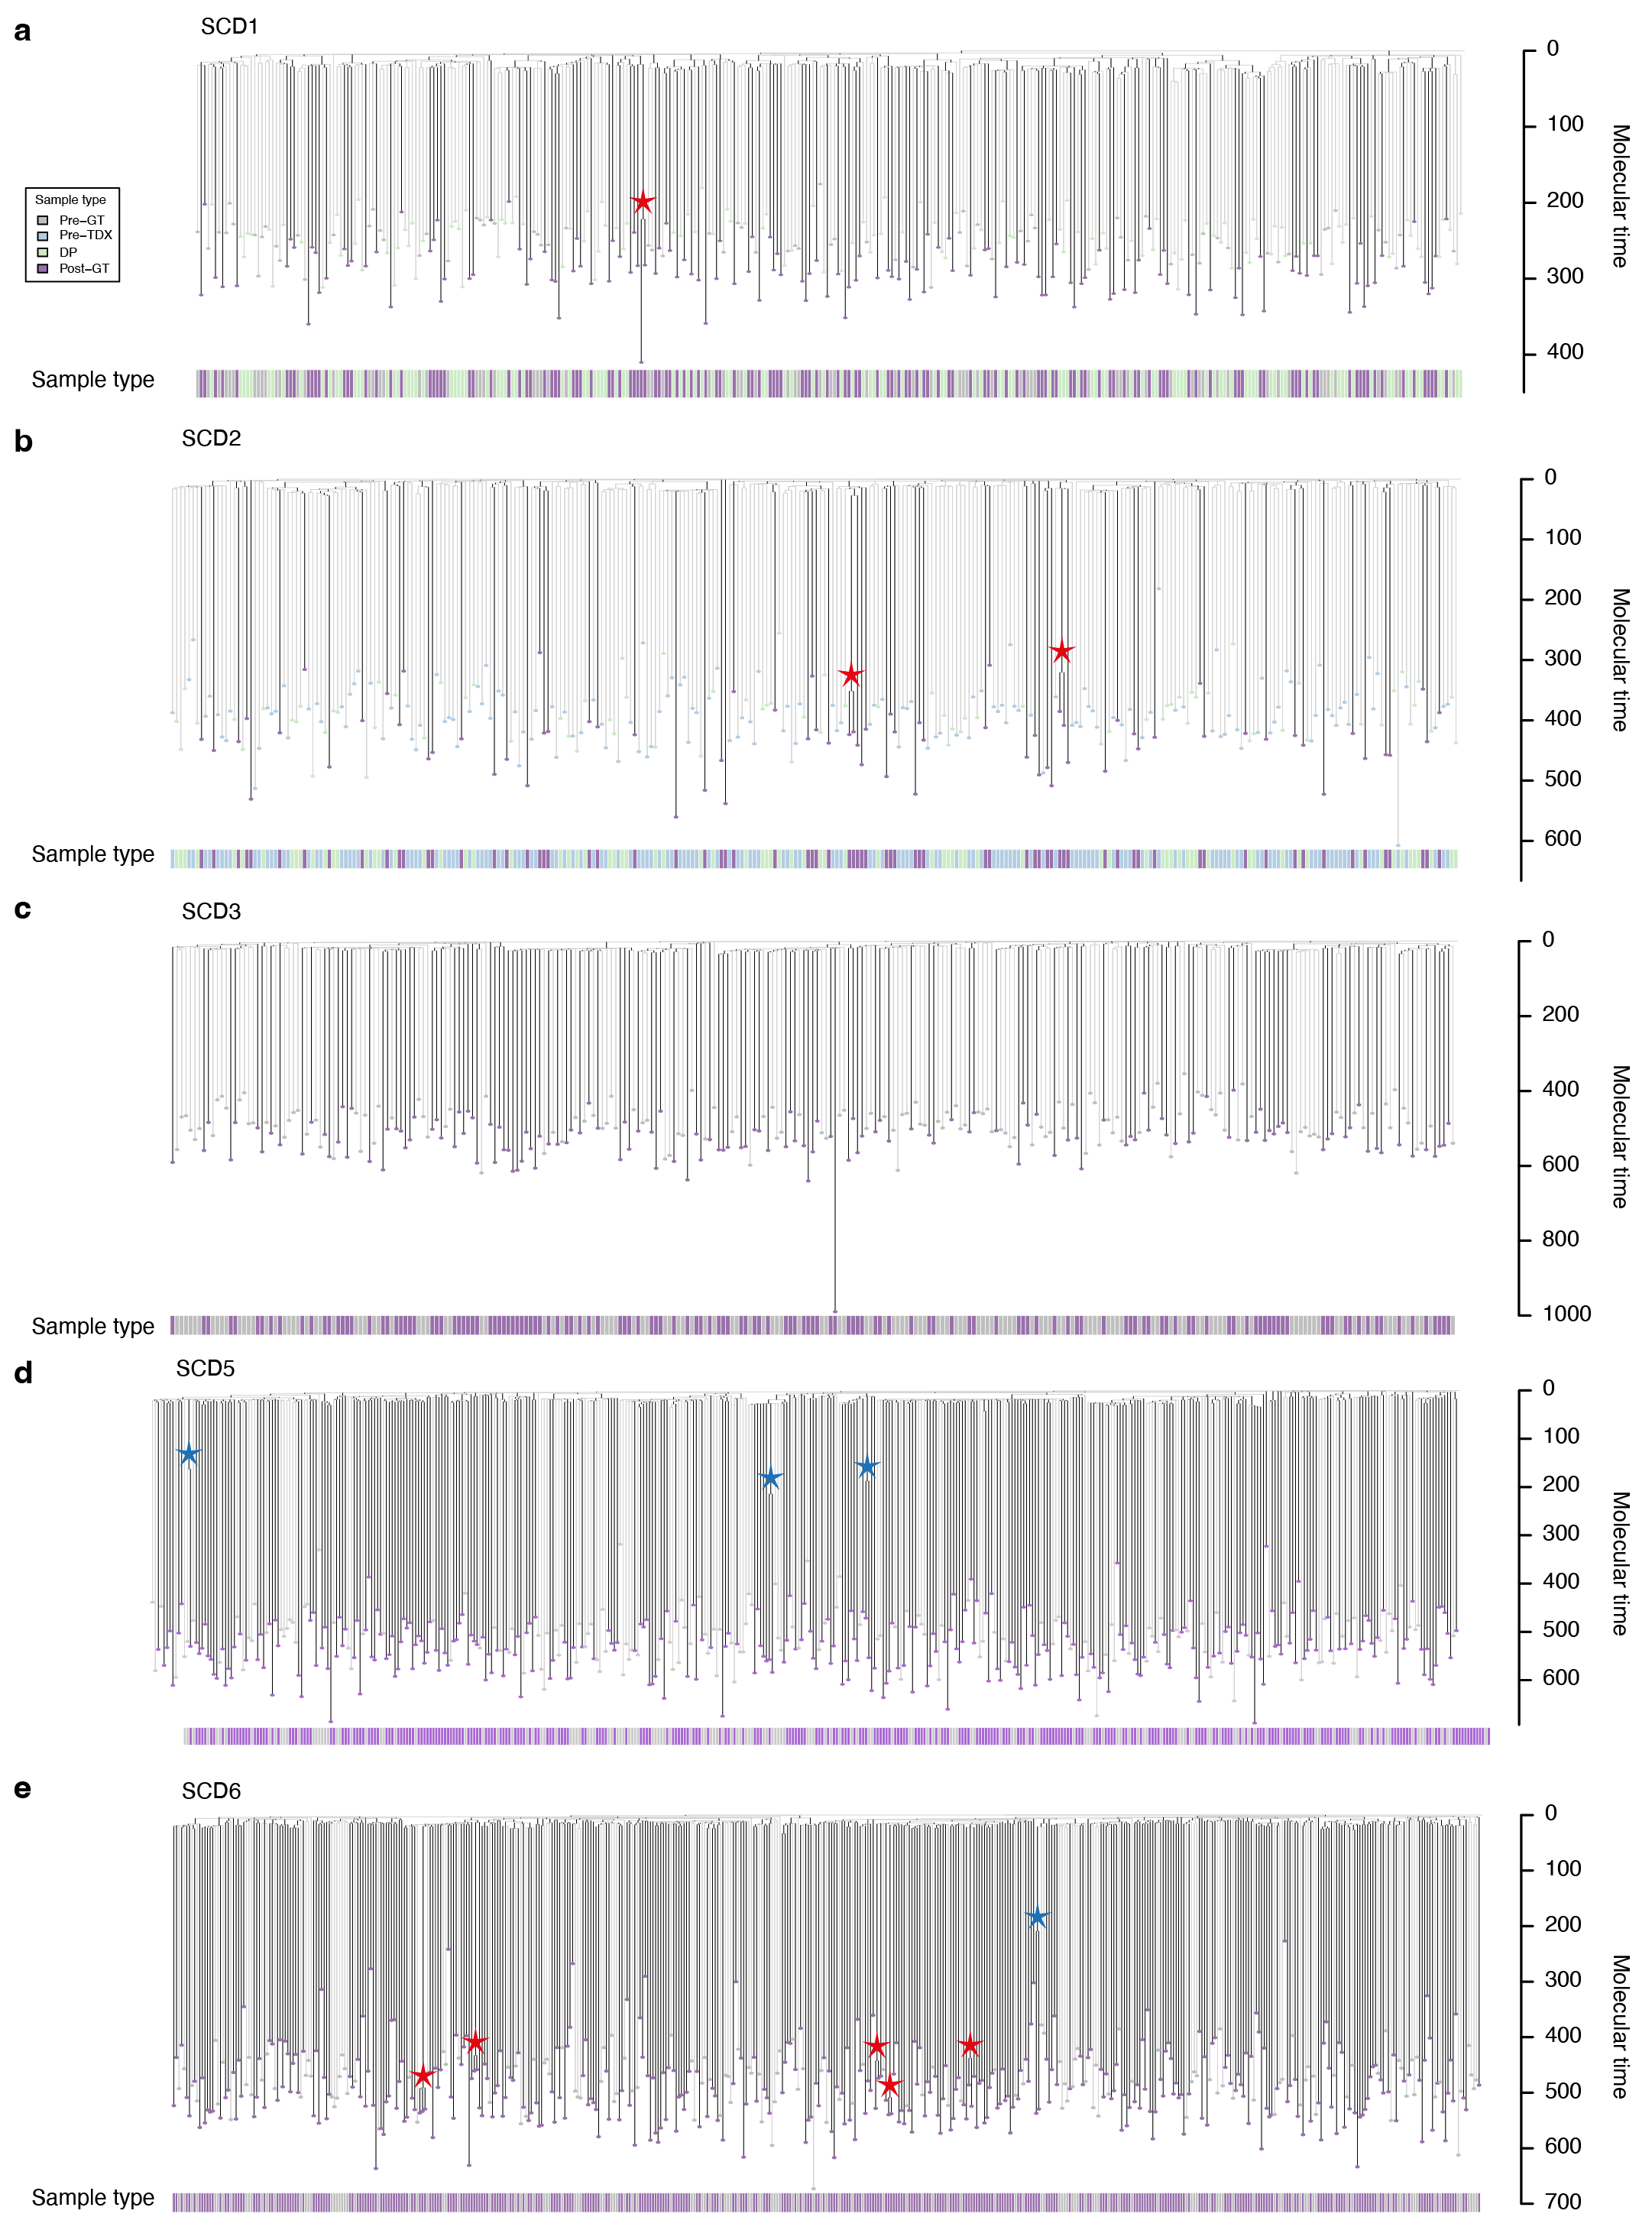 a
SCD1
0
100
200
300
400
Molecular time
Sample type
Pre–GT
Pre–TDX
DP
Post–GT
Sample type
b
SCD2
0
100
200
300
400
500
600
Molecular time
Sample type
c
SCD3
0
200
400
600
800
1000
Molecular time
Sample type
d
SCD5
0
100
200
300
400
500
600
Molecular time
e
SCD6
0
100
200
300
400
500
600
700
Molecular time
Sample type